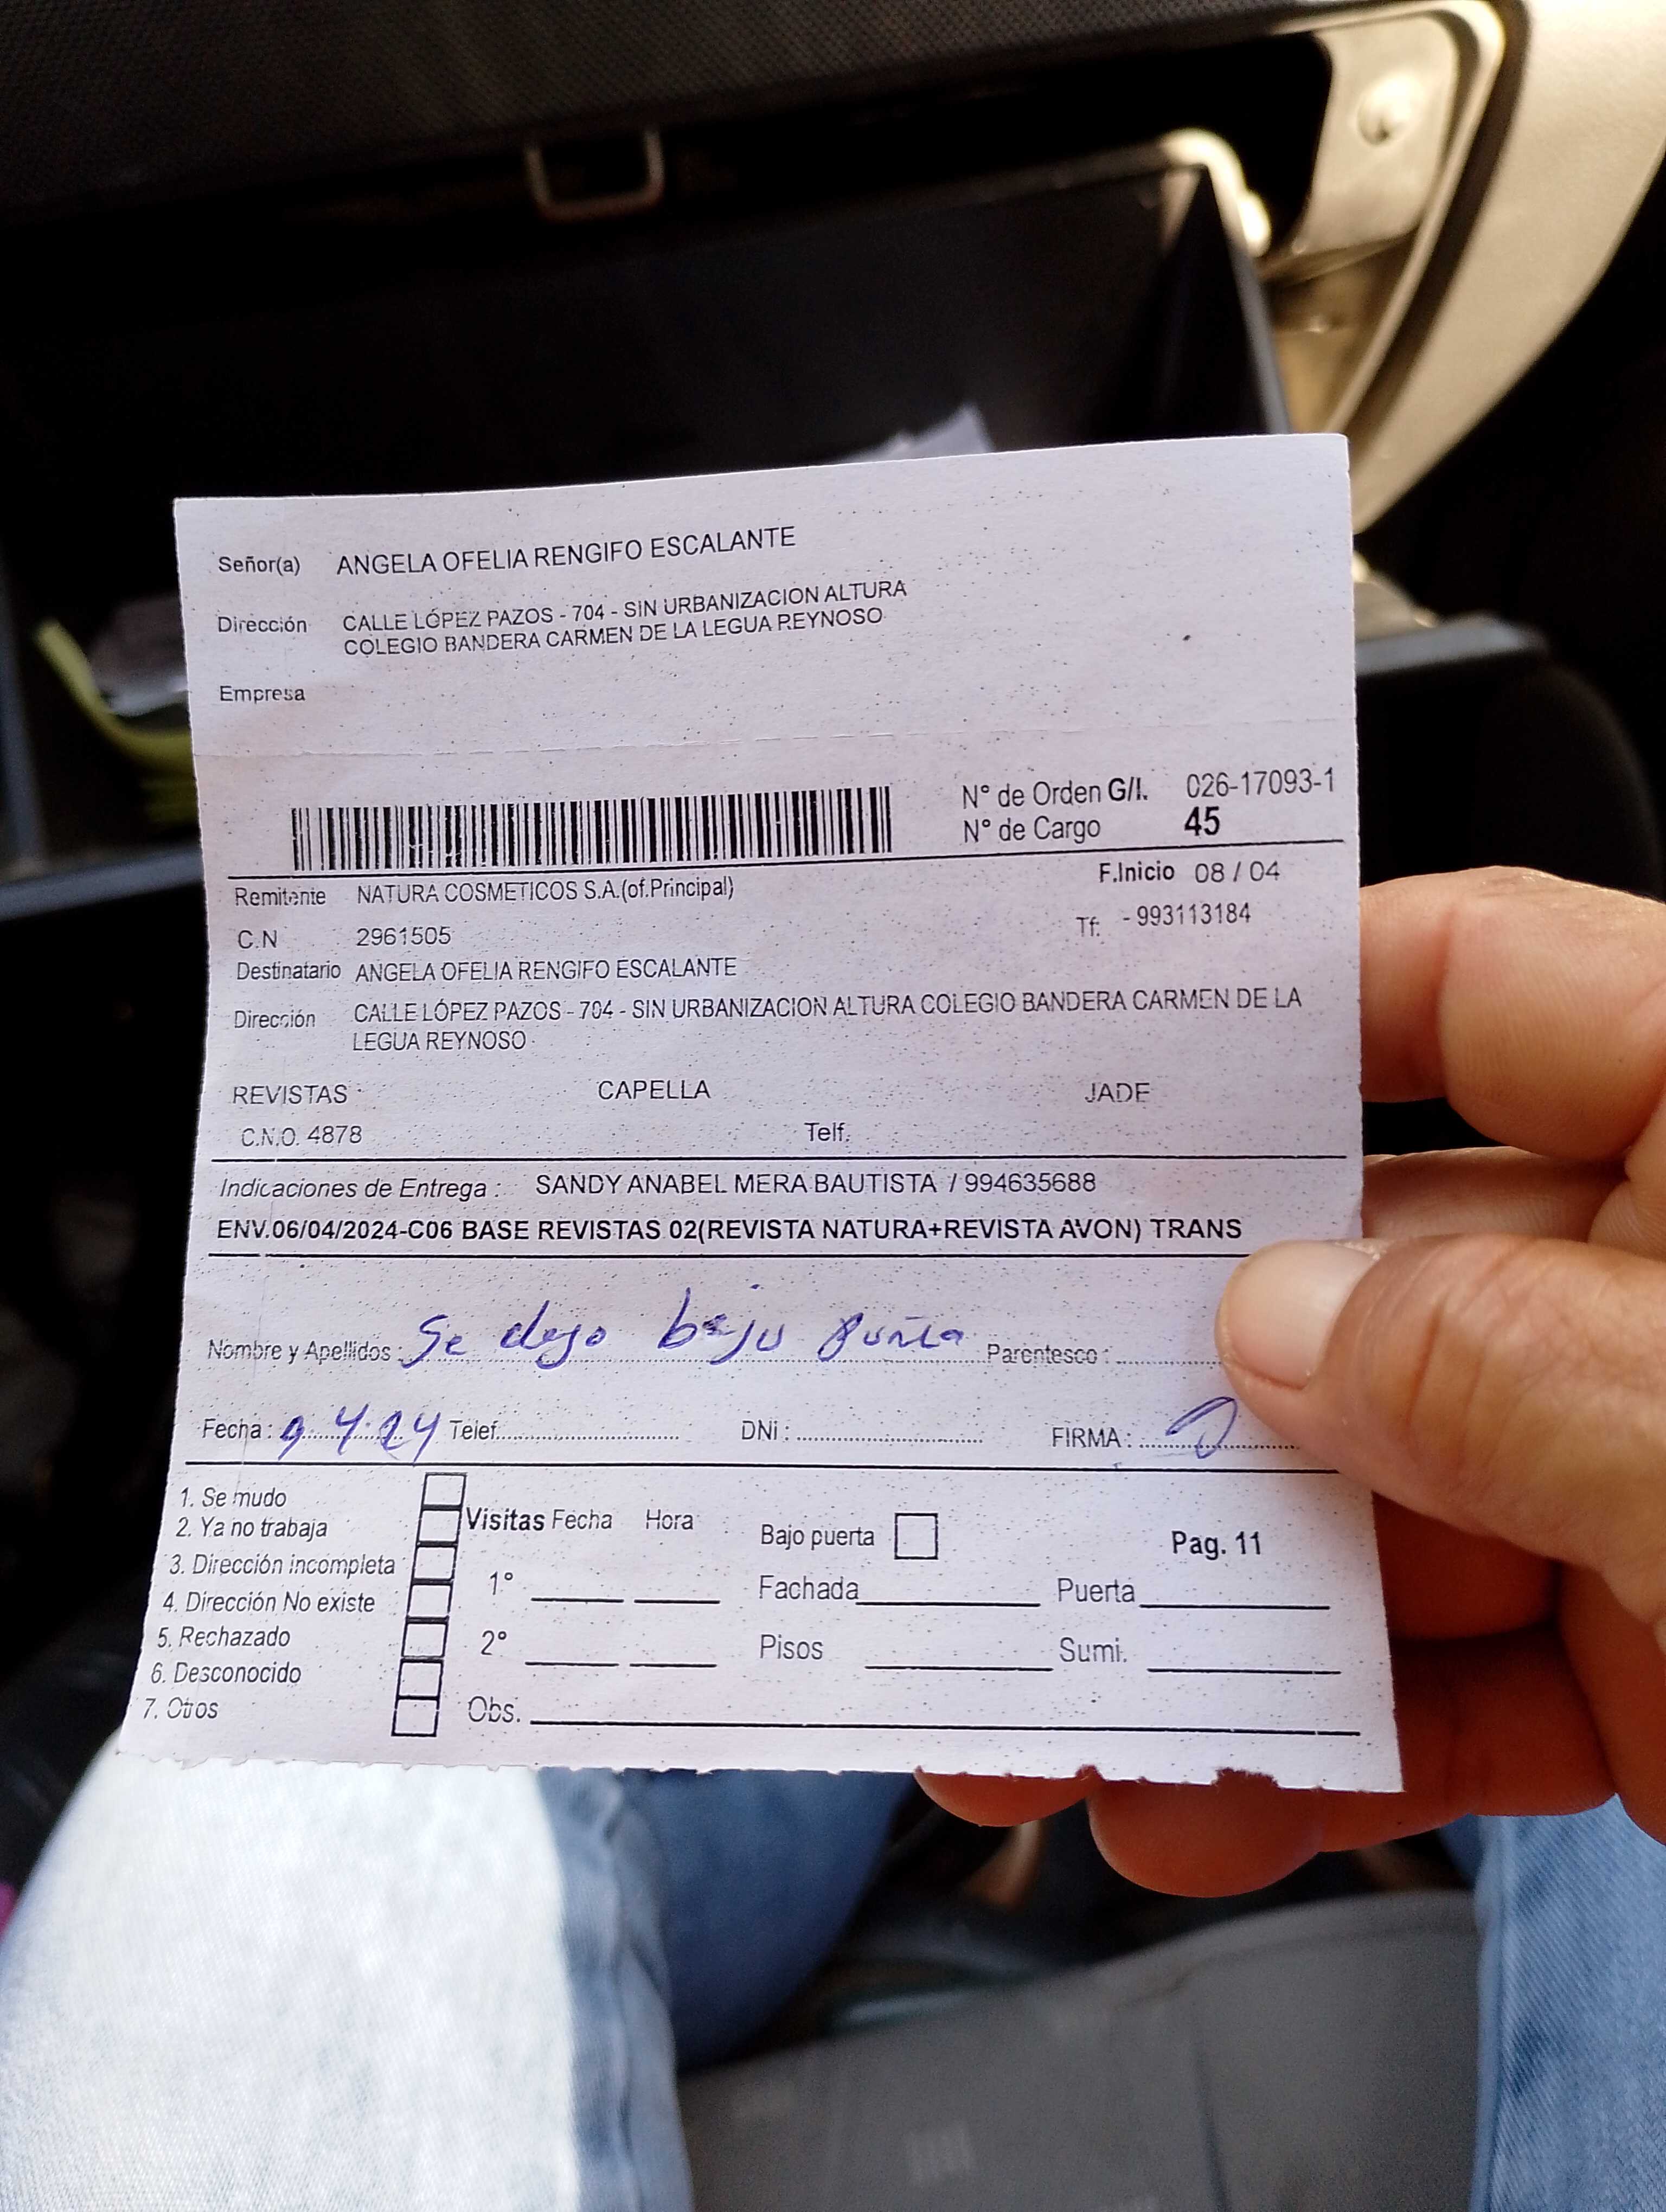 Señor(a) ANGELA OFELIA RENGIFO ESCALANTE
Dirección CALLE LÓPEZ PAZOS - 704 - SIN URBANIZACION ALTURA
COLEGIO BANDERA CARMEN DE LA LEGUA REYNOSO
Empresa
N° de Orden G/I. 026-17093-1
N° de Cargo 45
F.Inicio 08 / 04
Remitente NATURA COSMETICOS S.A.(of.Principal)
Tf: - 993113184
C.N 2961505
Destinatario ANGELA OFELIA RENGIFO ESCALANTE
Dirección CALLE LÓPEZ PAZOS - 704 - SIN URBANIZACION ALTURA COLEGIO BANDERA CARMEN DE LA
LEGUA REYNOSO
REVISTAS CAPELLA JADE
C.N.O. 4878 Telf.
Indicaciones de Entrega : SANDY ANABEL MERA BAUTISTA / 994635688
ENV.06/04/2024-C06 BASE REVISTAS 02(REVISTA NATURA+REVISTA AVON) TRANS
Nombre y Apellidos : Se dejo bajo Parentesco :
Fecha : 9.4.24 Telef. DNi : FIRMA :
1. Se mudo
2. Ya no trabaja
3. Dirección incompleta
4. Dirección No existe
5. Rechazado
6. Desconocido
7. Otros
Visitas Fecha Hora
1°
2°
Obs.
Bajo puerta
Pag. 11
Fachada Puerta
Pisos Sumi.